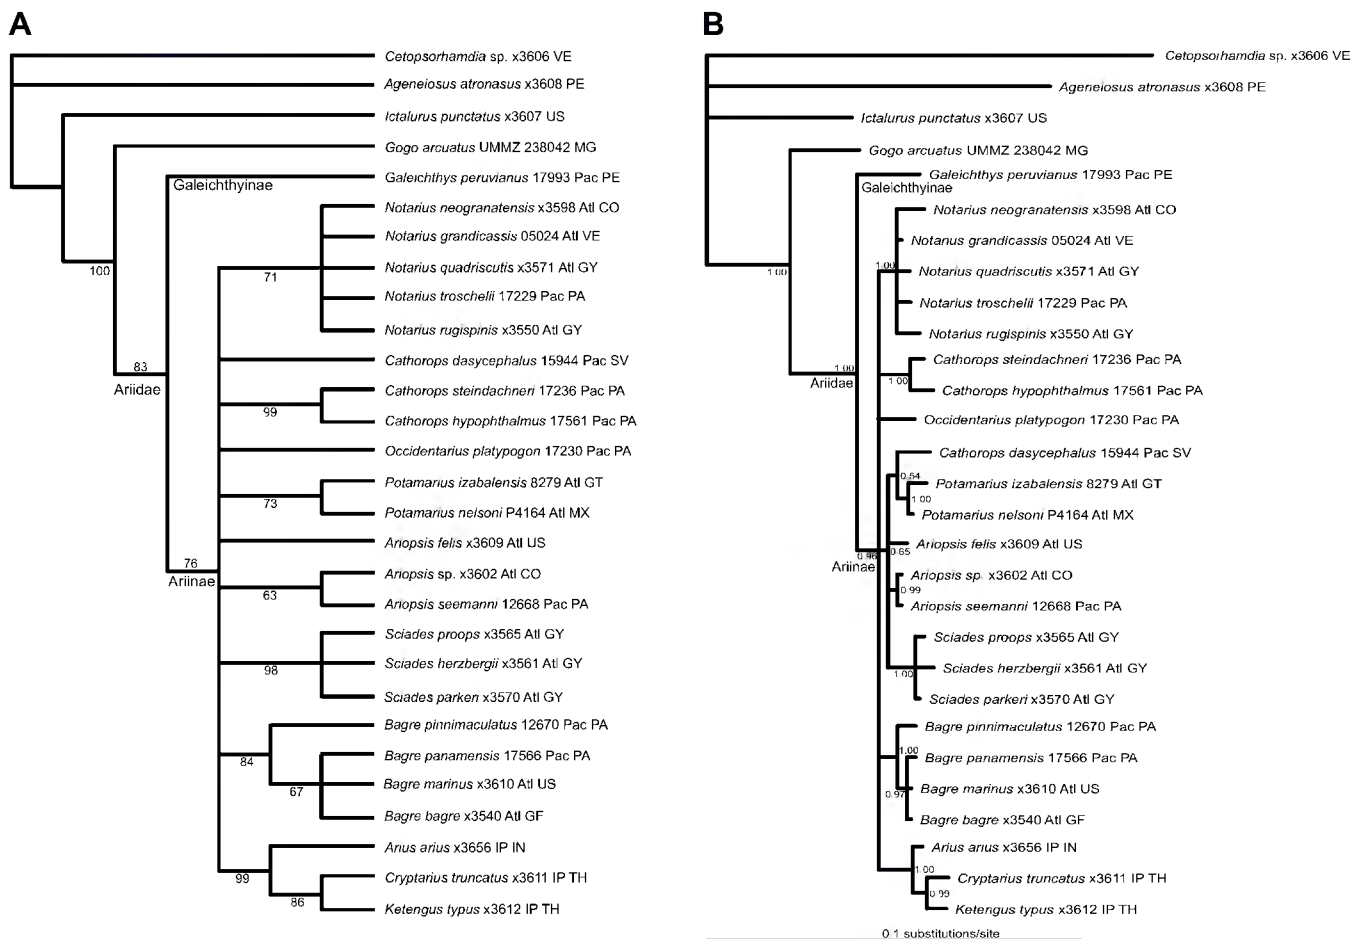 A
Cetopsorhamdia sp. x3606 VE
Ageneiosus atronasus x3608 PE
Ictalurus punctatus x3607 US
Gogo arcuatus UMMZ 238042 MG
100
Galeichthys peruvianus 17993 Pac PE
Galeichthyinae
Notarius neogranatensis x3598 Atl CO
Notarius grandicassis 05024 Atl VE
Notarius quadriscutis x3571 Atl GY
71
Notarius troschelii 17229 Pac PA
Notarius rugispinis x3550 Atl GY
83
Ariidae
Cathorops dasycephalus 15944 Pac SV
Cathorops steindachneri 17236 Pac PA
99
Cathorops hypophthalmus 17561 Pac PA
Occidentarius platypogon 17230 Pac PA
Potamarius izabalensis 8279 Atl GT
73
Potamarius nelsoni P4164 Atl MX
Ariopsis felis x3609 Atl US
76
Ariinae
Ariopsis sp. x3602 Atl CO
63
Ariopsis seemanni 12668 Pac PA
Sciades proops x3565 Atl GY
Sciades herzbergii x3561 Atl GY
98
Sciades parkeri x3570 Atl GY
Bagre pinnimaculatus 12670 Pac PA
84
Bagre panamensis 17566 Pac PA
Bagre marinus x3610 Atl US
67
Bagre bagre x3540 Atl GF
Arius arius x3656 IP IN
99
Cryptarius truncatus x3611 IP TH
86
Ketengus typus x3612 IP TH
B
Cetopsorhamdia sp. x3606 VE
Ageneiosus atronasus x3608 PE
Ictalurus punctatus x3607 US
Gogo arcuatus UMMZ 238042 MG
1.00
Galeichthys peruvianus 17993 Pac PE
Galeichthyinae
Notarius neogranatensis x3598 Atl CO
Notarius grandicassis 05024 Atl VE
1.00
Notarius quadriscutis x3571 Atl GY
Notarius troschelii 17229 Pac PA
Notarius rugispinis x3550 Atl GY
1.00
Ariidae
Cathorops steindachneri 17236 Pac PA
1.00
Cathorops hypophthalmus 17561 Pac PA
Occidentarius platypogon 17230 Pac PA
Cathorops dasycephalus 15944 Pac SV
0.54
Potamarius izabalensis 8279 Atl GT
1.00
Potamarius nelsoni P4164 Atl MX
Ariopsis felis x3609 Atl US
0.96
0.65
Ariinae
Ariopsis sp. x3602 Atl CO
0.99
Ariopsis seemanni 12668 Pac PA
Sciades proops x3565 Atl GY
Sciades herzbergii x3561 Atl GY
1.00
Sciades parkeri x3570 Atl GY
Bagre pinnimaculatus 12670 Pac PA
1.00
Bagre panamensis 17566 Pac PA
Bagre marinus x3610 Atl US
0.97
Bagre bagre x3540 Atl GF
Arius arius x3656 IP IN
1.00
Cryptarius truncatus x3611 IP TH
0.99
Ketengus typus x3612 IP TH
0.1 substitutions/site